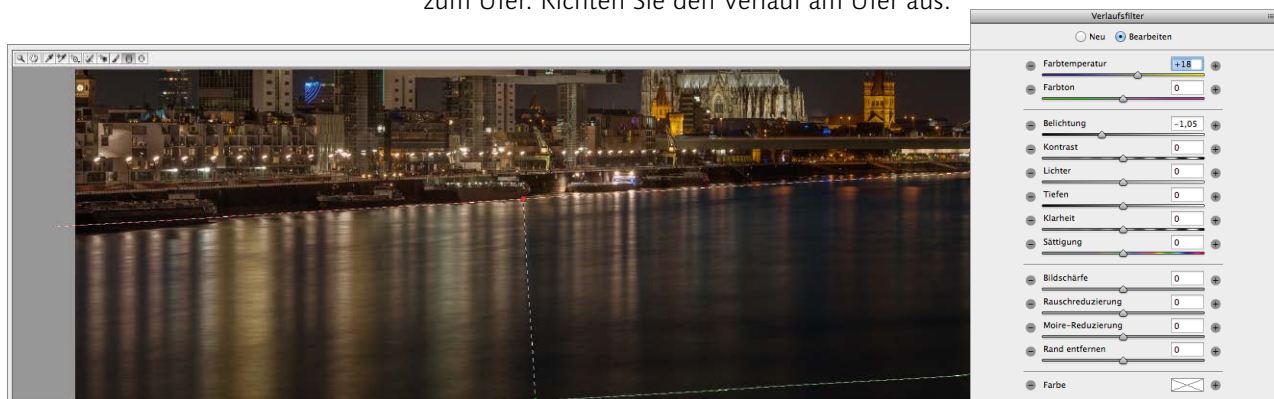 zum Ufer. Richten Sie den Verlauf am Ufer aus.
Verlaufsfilter
Neu Bearbeiten
Farbtemperatur +18
Farbton 0
Belichtung -1,05
Kontrast 0
Lichter 0
Tiefen 0
Klarheit 0
Sättigung 0
Bildschärfe 0
Rauschreduzierung 0
Moire-Reduzierung 0
Rand entfernen 0
Farbe